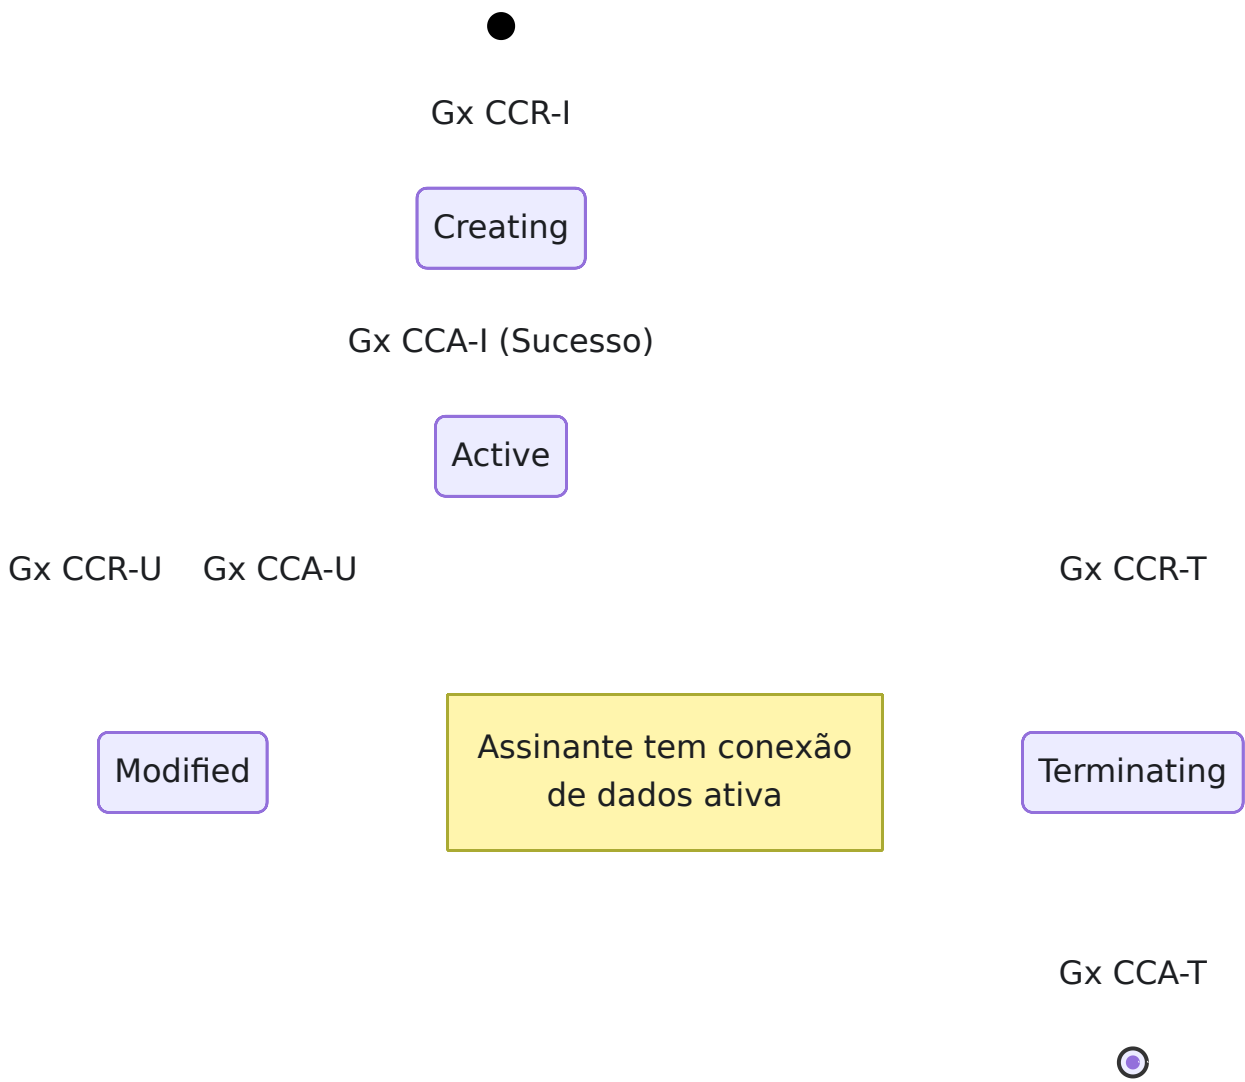 Gx CCR-I
Creating
Gx CCA-I (Sucesso)
Active
Gx CCR-U
Gx CCA-U
Gx CCR-T
Modified
Assinante tem conexão
de dados ativa
Terminating
Gx CCA-T